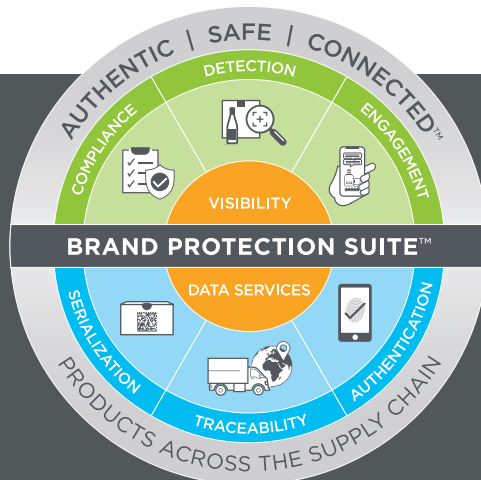 AUTHENTIC | SAFE | CONNECTED™
COMPLIANCE
DETECTION
ENGAGEMENT
VISIBILITY
BRAND PROTECTION SUITE™
DATA SERVICES
SERIALIZATION
TRACEABILITY
AUTHENTICATION
PRODUCTS ACROSS THE SUPPLY CHAIN